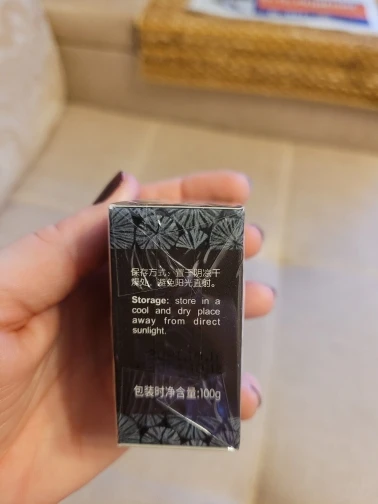 保存方式：置于阴凉干
燥处，避免阳光直射。
Storage: store in a
cool and dry place
away from direct
sunlight.
包装时净含量:100g